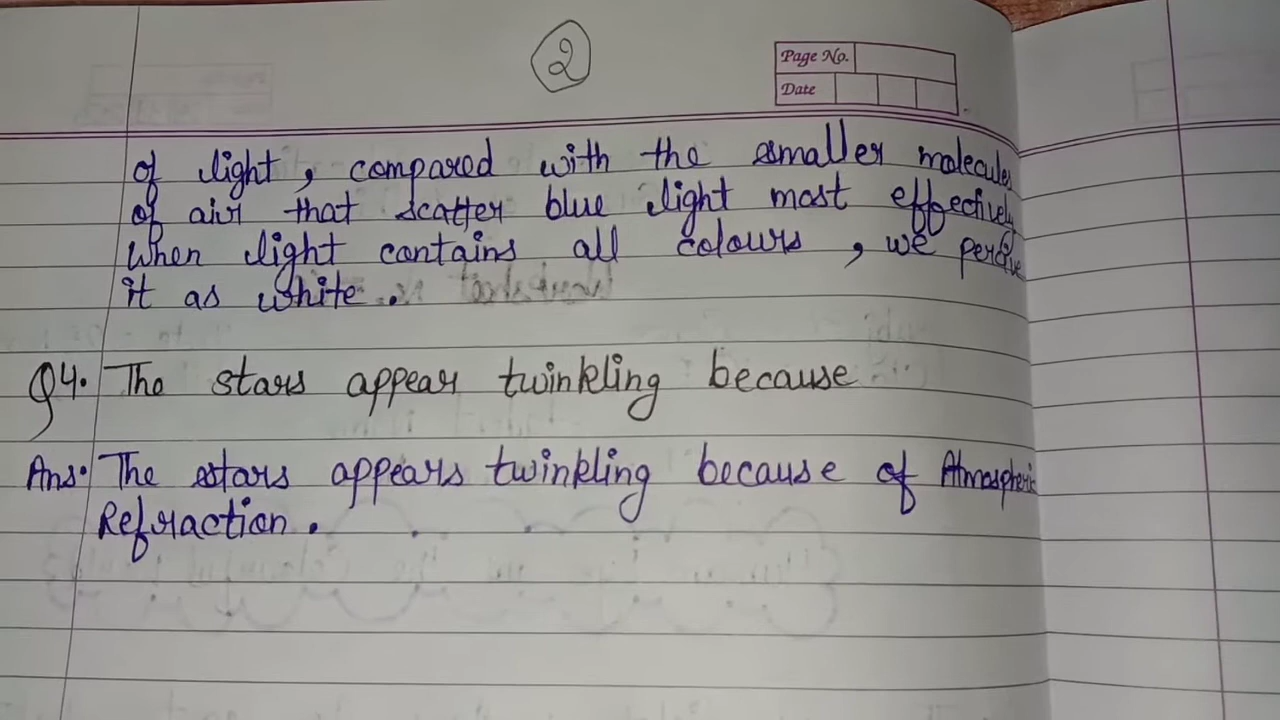 2
Page No.
Date
of light, compared with the smaller molecules
of air that scatter blue light most effectively
when light contains all colours, we
it as white.
Q4. The stars appear twinkling because
Ans. The stars appears twinkling because of Atmospheric
Refraction.